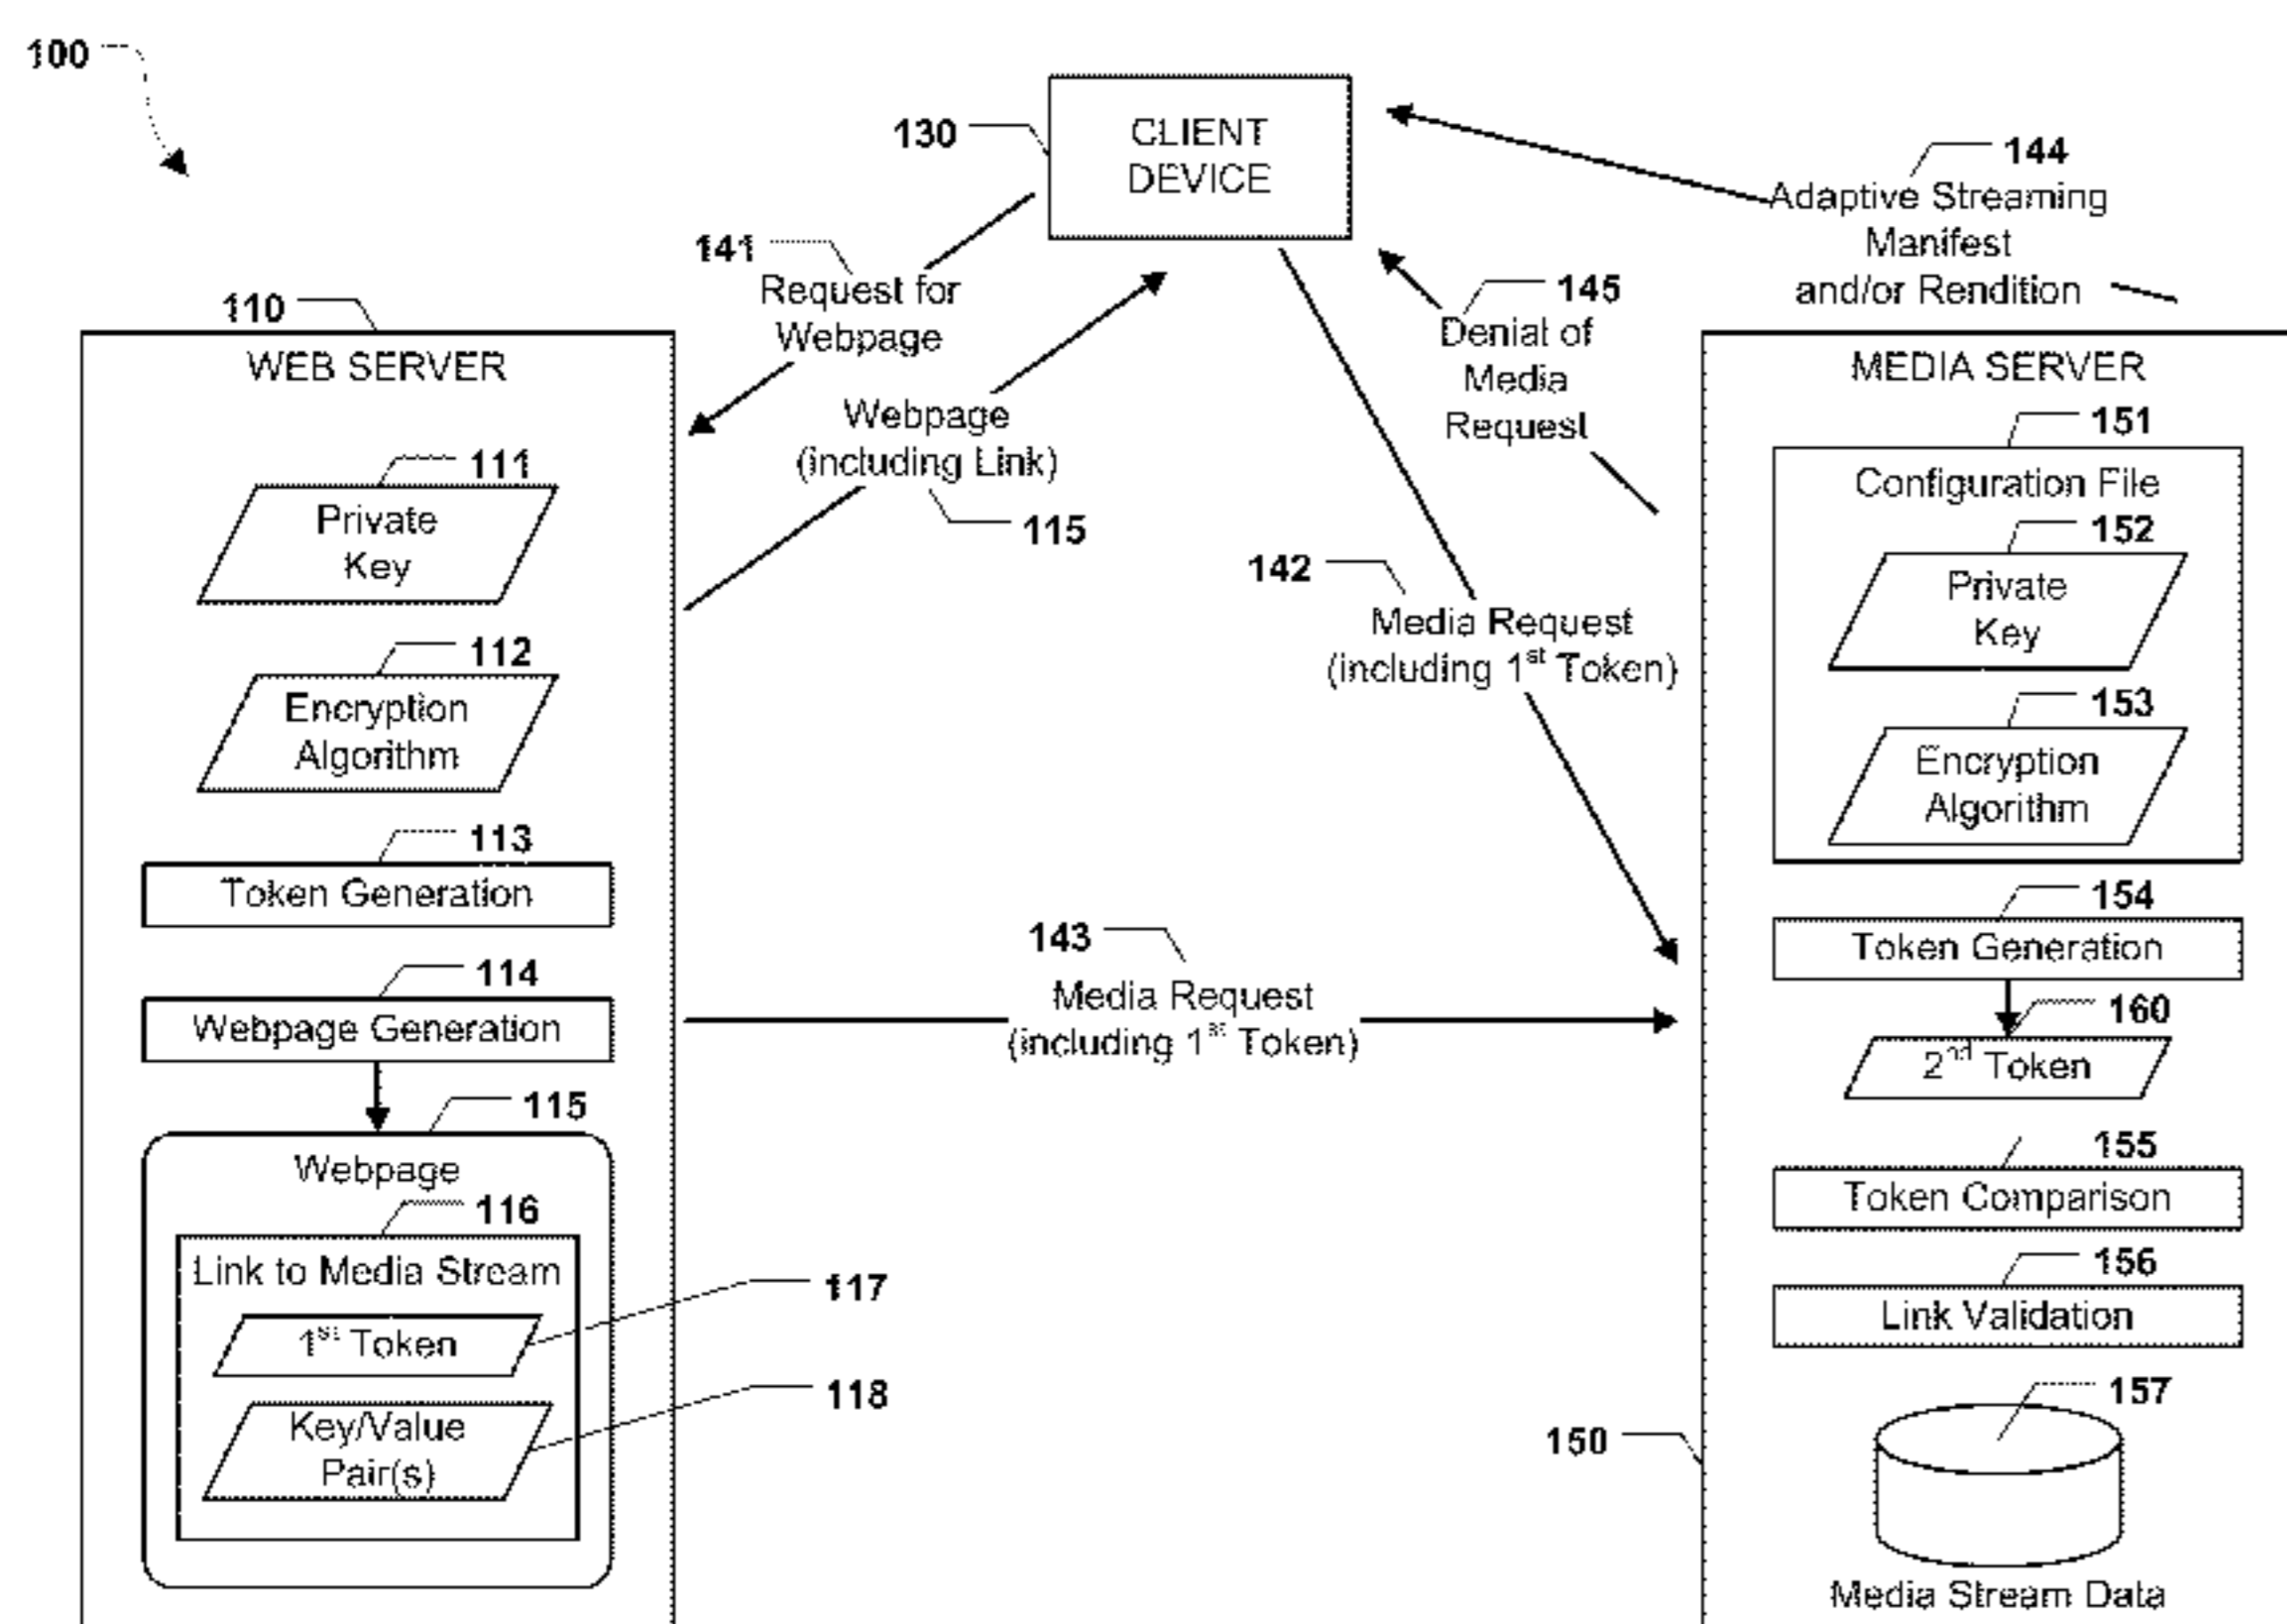 100
130
CLIENT
DEVICE
144
Adaptive Streaming
Manifest
and/or Rendition
141
Request for
Webpage
145
Denial of
Media
Request
Webpage
(including Link)
115
142
Media Request
(including 1st Token)
143
Media Request
(including 1st Token)
110
WEB SERVER
111
Private
Key
112
Encryption
Algorithm
113
Token Generation
114
Webpage Generation
115
Webpage
116
Link to Media Stream
1st Token
117
Key/Value
Pair(s)
118
150
MEDIA SERVER
151
Configuration File
152
Private
Key
153
Encryption
Algorithm
154
Token Generation
160
2nd Token
155
Token Comparison
156
Link Validation
157
Media Stream Data